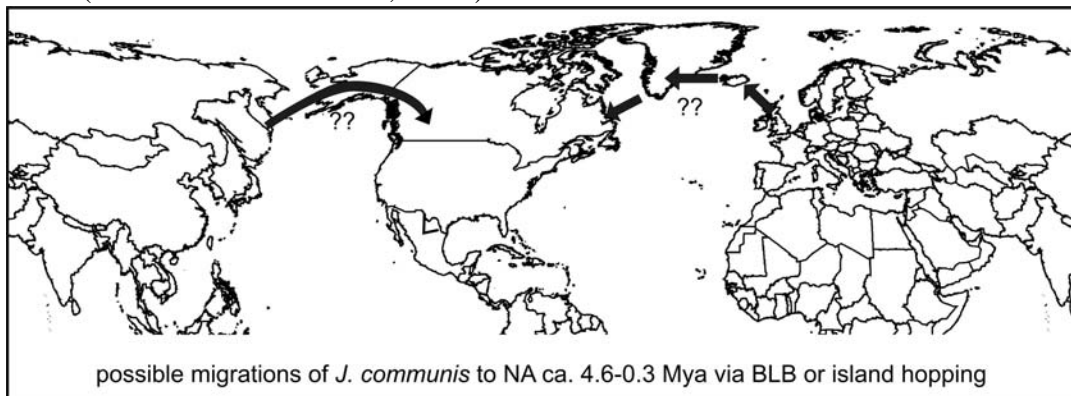 ??
??
possible migrations of J. communis to NA ca. 4.6-0.3 Mya via BLB or island hopping